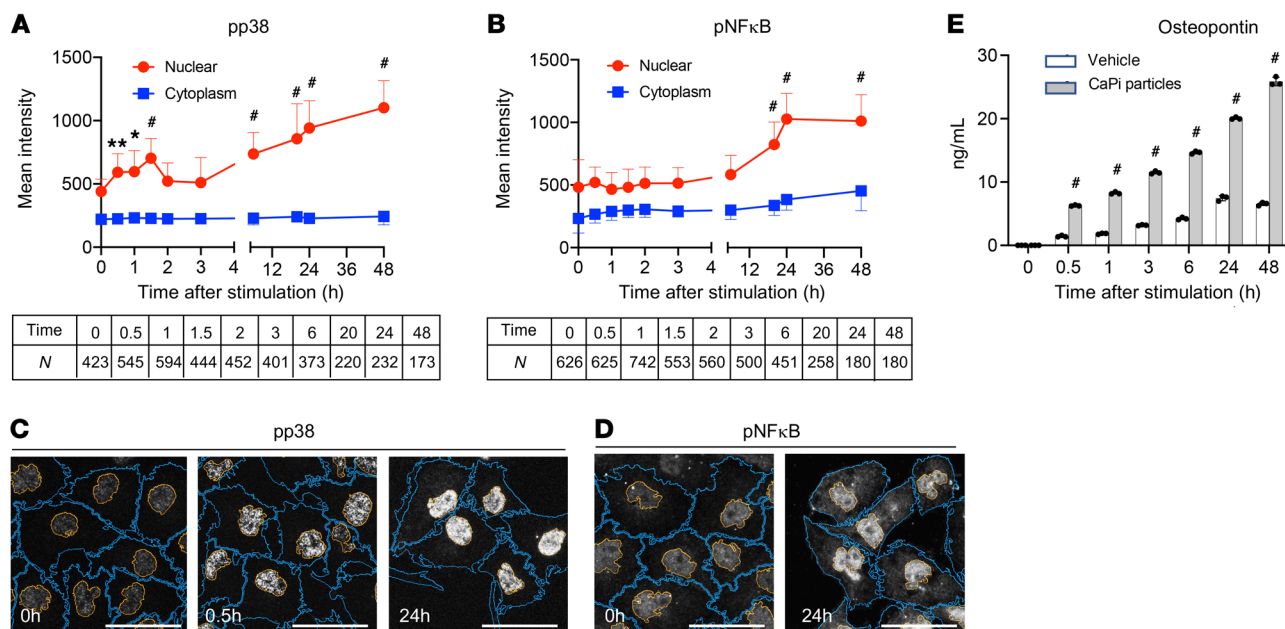 A
pp38
1500
1000
500
0
Mean intensity
Nuclear
Cytoplasm
** * # # # # #
0 1 2 3 4 12 24 36 48
Time after stimulation (h)
Time 0 0.5 1 1.5 2 3 6 20 24 48
N 423 545 594 444 452 401 373 220 232 173
B
pNFκB
1500
1000
500
0
Mean intensity
Nuclear
Cytoplasm
# # #
0 1 2 3 4 12 24 36 48
Time after stimulation (h)
Time 0 0.5 1 1.5 2 3 6 20 24 48
N 626 625 742 553 560 500 451 258 180 180
E
Osteopontin
30
20
10
0
ng/mL
Vehicle
CaPi particles
# # # # # #
0 0.5 1 3 6 24 48
Time after stimulation (h)
C
pp38
0h
0.5h
24h
D
pNFκB
0h
24h